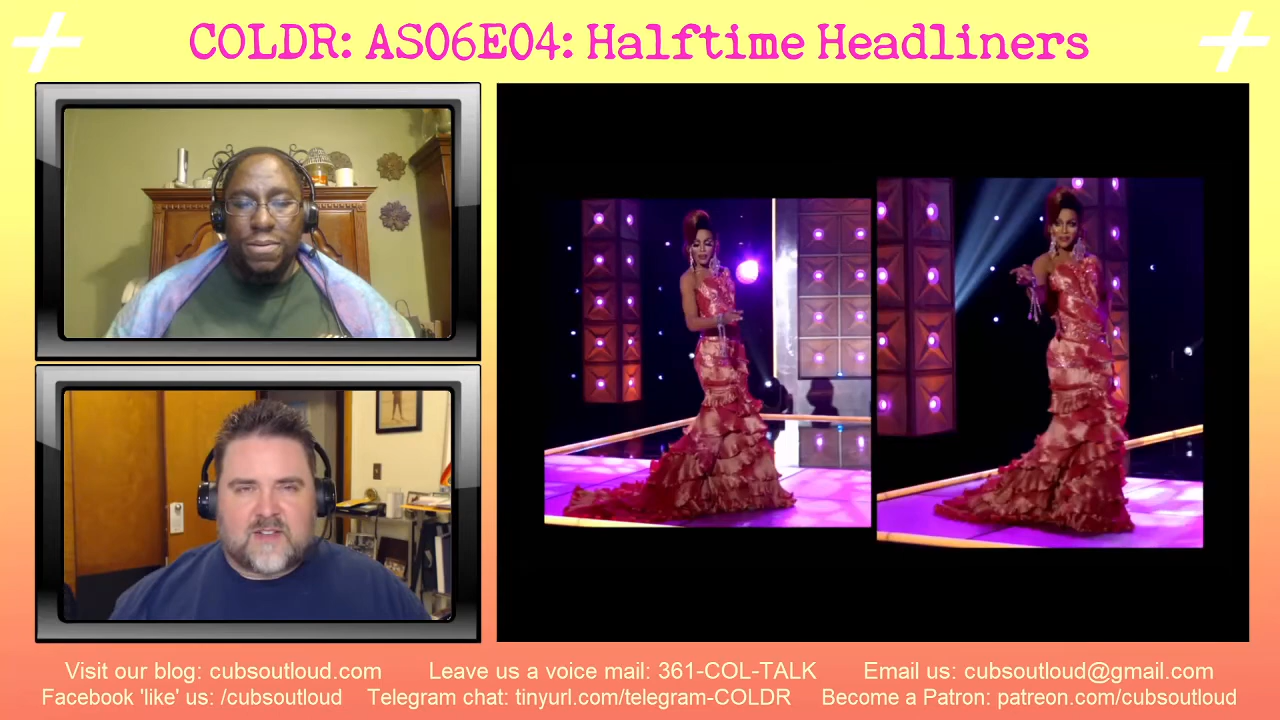 COLDR: AS06E04: Halftime Headliners
Visit our blog: cubsoutloud.com Leave us a voice mail: 361-COL-TALK Email us: cubsoutloud@gmail.com
Facebook 'like' us: /cubsoutloud Telegram chat: tinyurl.com/telegram-COLDR Become a Patron: patreon.com/cubsoutloud